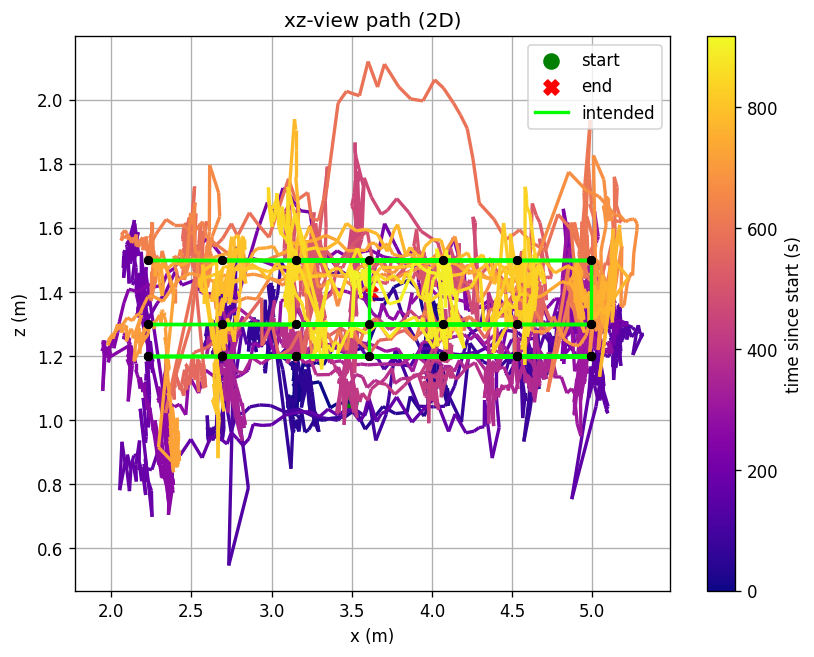 xz-view path (2D)
start
end
intended
2.0
1.8
1.6
1.4
1.2
1.0
0.8
0.6
z (m)
2.0 2.5 3.0 3.5 4.0 4.5 5.0
x (m)
800
600
400
200
0
time since start (s)